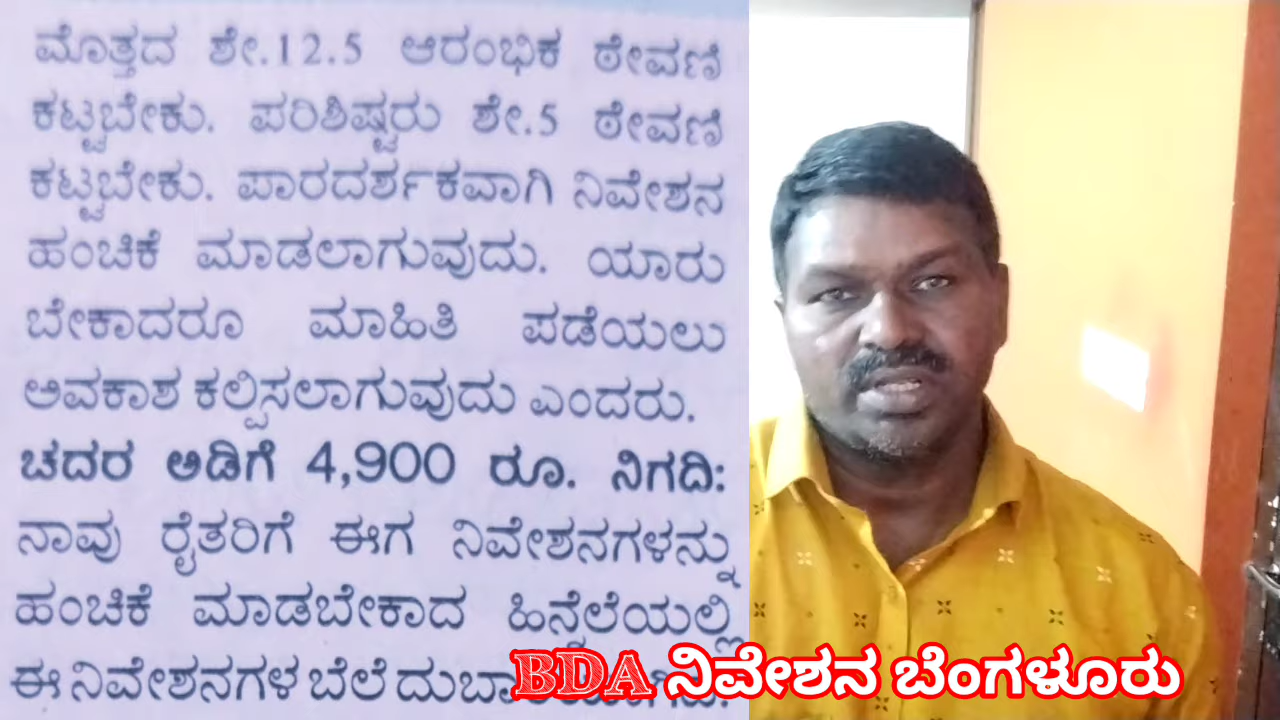 ಮೊತ್ತದ ಶೇ.12.5 ಆರಂಭಿಕ ಠೇವಣಿ
ಕಟ್ಟಬೇಕು. ಪರಿಶಿಷ್ಟರು ಶೇ.5 ಠೇವಣಿ
ಕಟ್ಟಬೇಕು. ಪಾರದರ್ಶಕವಾಗಿ ನಿವೇಶನ
ಹಂಚಿಕೆ ಮಾಡಲಾಗುವುದು. ಯಾರು
ಬೇಕಾದರೂ ಮಾಹಿತಿ ಪಡೆಯಲು
ಅವಕಾಶ ಕಲ್ಪಿಸಲಾಗುವುದು ಎಂದರು.
ಚದರ ಅಡಿಗೆ 4,900 ರೂ. ನಿಗದಿ:
ನಾವು ರೈತರಿಗೆ ಈಗ ನಿವೇಶನಗಳನ್ನು
ಹಂಚಿಕೆ ಮಾಡಬೇಕಾದ ಹಿನ್ನೆಲೆಯಲ್ಲಿ
ಈ ನಿವೇಶನಗಳ ಬೆಲೆ
BDA ನಿವೇಶನ ಬೆಂಗಳೂರು